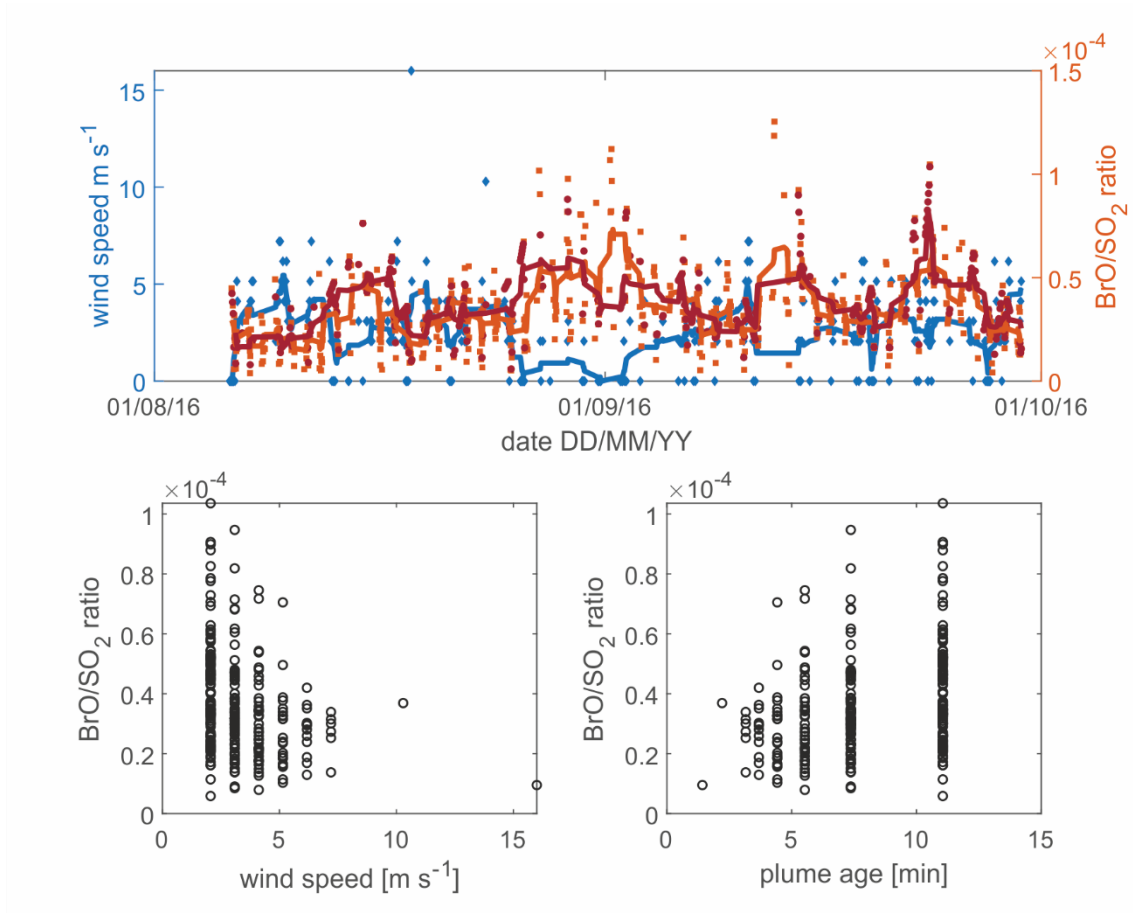 ×10⁻⁴
15
10
5
0
wind speed m s⁻¹
1.5
1
0.5
0
BrO/SO₂ ratio
01/08/16 01/09/16 01/10/16
date DD/MM/YY
×10⁻⁴
1
0.8
0.6
0.4
0.2
0
BrO/SO₂ ratio
0 5 10 15
wind speed [m s⁻¹]
×10⁻⁴
1
0.8
0.6
0.4
0.2
0
BrO/SO₂ ratio
0 5 10 15
plume age [min]